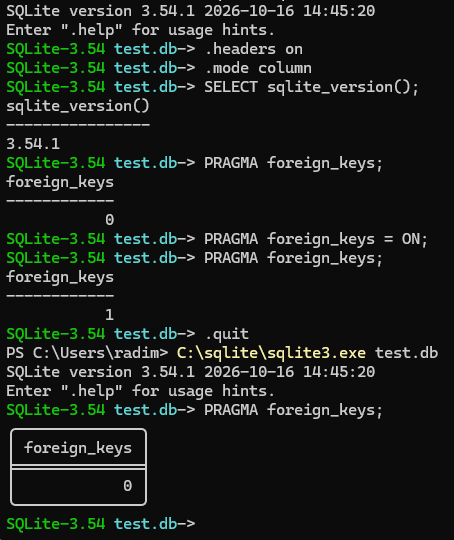 SQLite version 3.54.1 2026-10-16 14:45:20
Enter ".help" for usage hints.
SQLite-3.54 test.db-> .headers on
SQLite-3.54 test.db-> .mode column
SQLite-3.54 test.db-> SELECT sqlite_version();
sqlite_version()
----------------
3.54.1
SQLite-3.54 test.db-> PRAGMA foreign_keys;
foreign_keys
------------
0
SQLite-3.54 test.db-> PRAGMA foreign_keys = ON;
SQLite-3.54 test.db-> PRAGMA foreign_keys;
foreign_keys
------------
1
SQLite-3.54 test.db-> .quit
PS C:\Users\radim> C:\sqlite\sqlite3.exe test.db
SQLite version 3.54.1 2026-10-16 14:45:20
Enter ".help" for usage hints.
SQLite-3.54 test.db-> PRAGMA foreign_keys;
foreign_keys
0
SQLite-3.54 test.db->